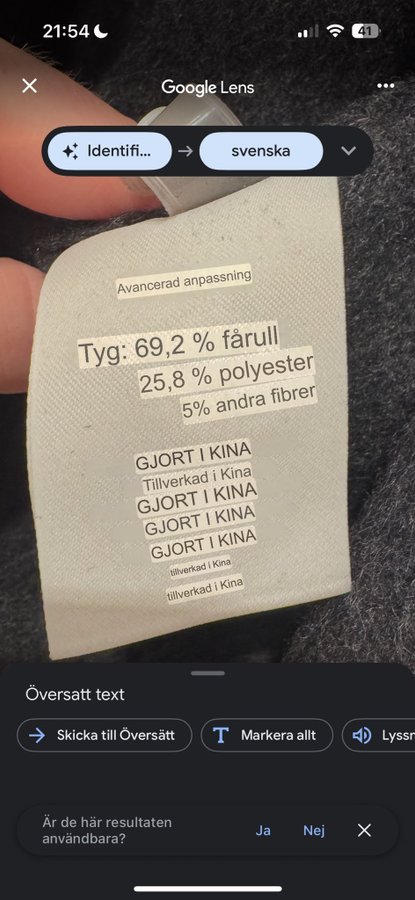 21:54
41
Google Lens
Identifi... → svenska
Avancerad anpassning
Tyg: 69,2 % fårull
25,8 % polyester
5% andra fibrer
GJORT I KINA
Tillverkad i Kina
GJORT I KINA
GJORT I KINA
GJORT I KINA
tillverkad i Kina
tillverkad i Kina
Översatt text
Skicka till Översätt
Markera allt
Lyssn
Är de här resultaten
användbara?
Ja
Nej